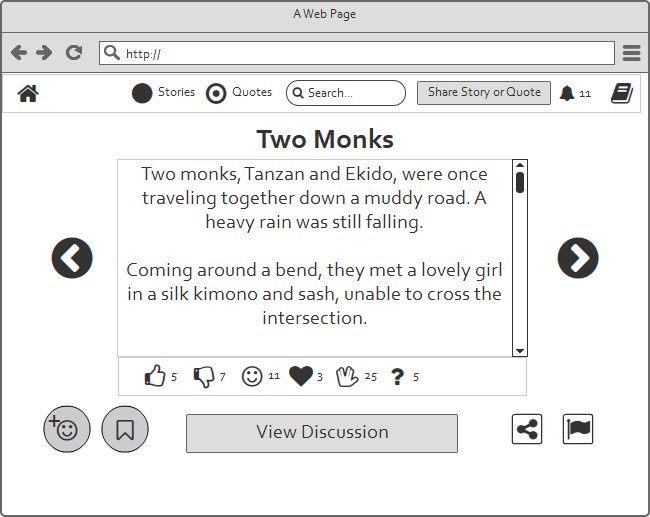 A Web Page
http://
Stories
Quotes
Search...
Share Story or Quote
11
Two Monks
Two monks, Tanzan and Ekido, were once
traveling together down a muddy road. A
heavy rain was still falling.
Coming around a bend, they met a lovely girl
in a silk kimono and sash, unable to cross the
intersection.
5
7
11
3
25
? 5
View Discussion